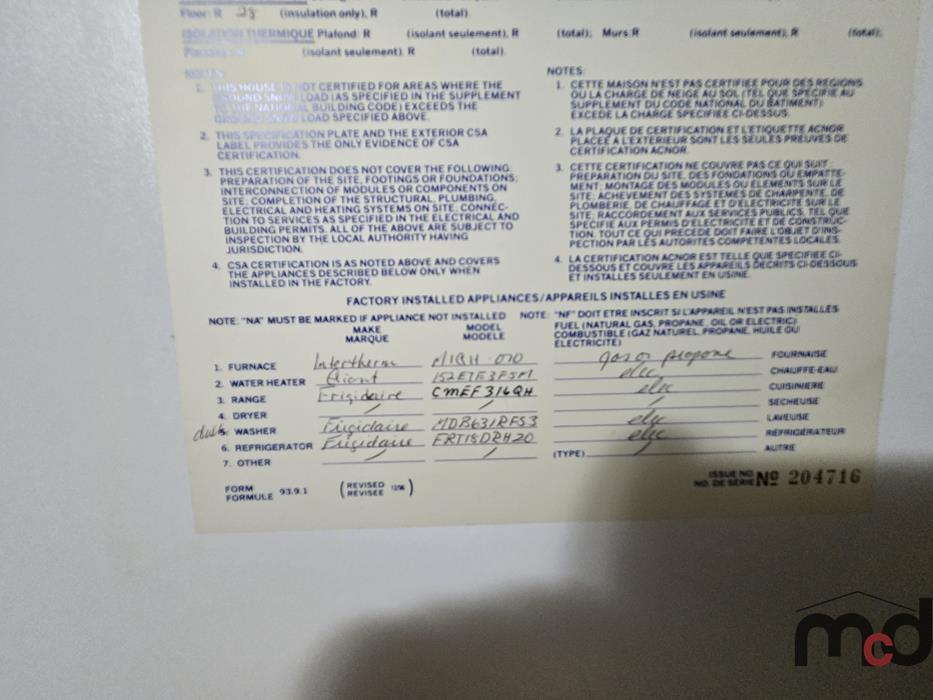 Floor: R 28 (insulation only), R (total).
ISOLATION THERMIQUE Plafond: R (isolant seulement), R (total); Murs:R (isolant seulement), R (total);
(isolant seulement), R (total).
NOTES:
1. THIS HOUSE IS NOT CERTIFIED FOR AREAS WHERE THE
GROUND SNOW LOAD (AS SPECIFIED IN THE SUPPLEMENT
TO THE NATIONAL BUILDING CODE) EXCEEDS THE
GROUND SNOW LOAD SPECIFIED ABOVE.
2. THIS SPECIFICATION PLATE AND THE EXTERIOR CSA
LABEL PROVIDES THE ONLY EVIDENCE OF CSA
CERTIFICATION.
3. THIS CERTIFICATION DOES NOT COVER THE FOLLOWING:
PREPARATION OF THE SITE, FOOTINGS OR FOUNDATIONS;
INTERCONNECTION OF MODULES OR COMPONENTS ON
SITE; COMPLETION OF THE STRUCTURAL, PLUMBING,
ELECTRICAL AND HEATING SYSTEMS ON SITE, CONNEC-
TION TO SERVICES AS SPECIFIED IN THE ELECTRICAL AND
BUILDING PERMITS. ALL OF THE ABOVE ARE SUBJECT TO
INSPECTION BY THE LOCAL AUTHORITY HAVING
JURISDICTION.
4. CSA CERTIFICATION IS AS NOTED ABOVE AND COVERS
THE APPLIANCES DESCRIBED BELOW ONLY WHEN
INSTALLED IN THE FACTORY.
NOTES:
1. CETTE MAISON N'EST PAS CERTIFIEE POUR DES REGIONS
OU LA CHARGE DE NEIGE AU SOL (TEL QUE SPECIFIE AU
SUPPLEMENT DU CODE NATIONAL DU BATIMENT)
EXCEDE LA CHARGE SPECIFIEE CI-DESSUS.
2. LA PLAQUE DE CERTIFICATION ET L'ETIQUETTE ACNOR
PLACEE A L'EXTERIEUR SONT LES SEULES PREUVES DE
CERTIFICATION ACNOR.
3. CETTE CERTIFICATION NE COUVRE PAS CE QUI SUIT:
PREPARATION DU SITE, DES FONDATIONS OU EMPATTE-
MENT; MONTAGE DES MODULES OU ELEMENTS SUR LE
SITE; ACHEVEMENT DES SYSTEMES DE CHARPENTE, DE
PLOMBERIE, DE CHAUFFAGE ET D'ELECTRICITE SUR LE
SITE; RACCORDEMENT AUX SERVICES PUBLICS, TEL QUE
SPECIFIE AUX PERMIS D'ELECTRICITE ET DE CONSTRUC-
TION. TOUT CE QUI PRECEDE DOIT FAIRE L'OBJET D'INS-
PECTION PAR LES AUTORITES COMPETENTES LOCALES.
4. LA CERTIFICATION ACNOR EST TELLE QUE SPECIFIEE CI-
DESSOUS ET COUVRE LES APPAREILS DECRITS CI-DESSOUS
ET INSTALLES SEULEMENT EN USINE.
FACTORY INSTALLED APPLIANCES/APPAREILS INSTALLES EN USINE
NOTE: "NA" MUST BE MARKED IF APPLIANCE NOT INSTALLED NOTE: "NF" DOIT ETRE INSCRIT SI L'APPAREIL N'EST PAS INSTALLES
MAKE MODEL FUEL (NATURAL GAS, PROPANE, OIL OR ELECTRIC)
MARQUE MODELE COMBUSTIBLE (GAZ NATUREL, PROPANE, HUILE OU
ELECTRICITE)
1. FURNACE Intertherm M1BH-070 gas or propane FOURNAISE
2. WATER HEATER Giant elec CHAUFFE-EAU
3. RANGE Frigidaire CMEF316QH elec CUISINIERE
4. DRYER / / / SECHEUSE
dish 5. WASHER Frigidaire MDB631RFS3 elec LAVEUSE
6. REFRIGERATOR Frigidaire elec REFRIGERATEUR
7. OTHER / / (TYPE) / AUTRE
FORM
FORMULE 93.9.1 (REVISED
REVISEE)
ISSUE NO.
NO. DE SERIE Nº 204716
mcd